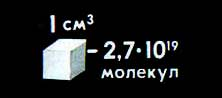 1 см³
– 2,7·10¹⁹
молекул